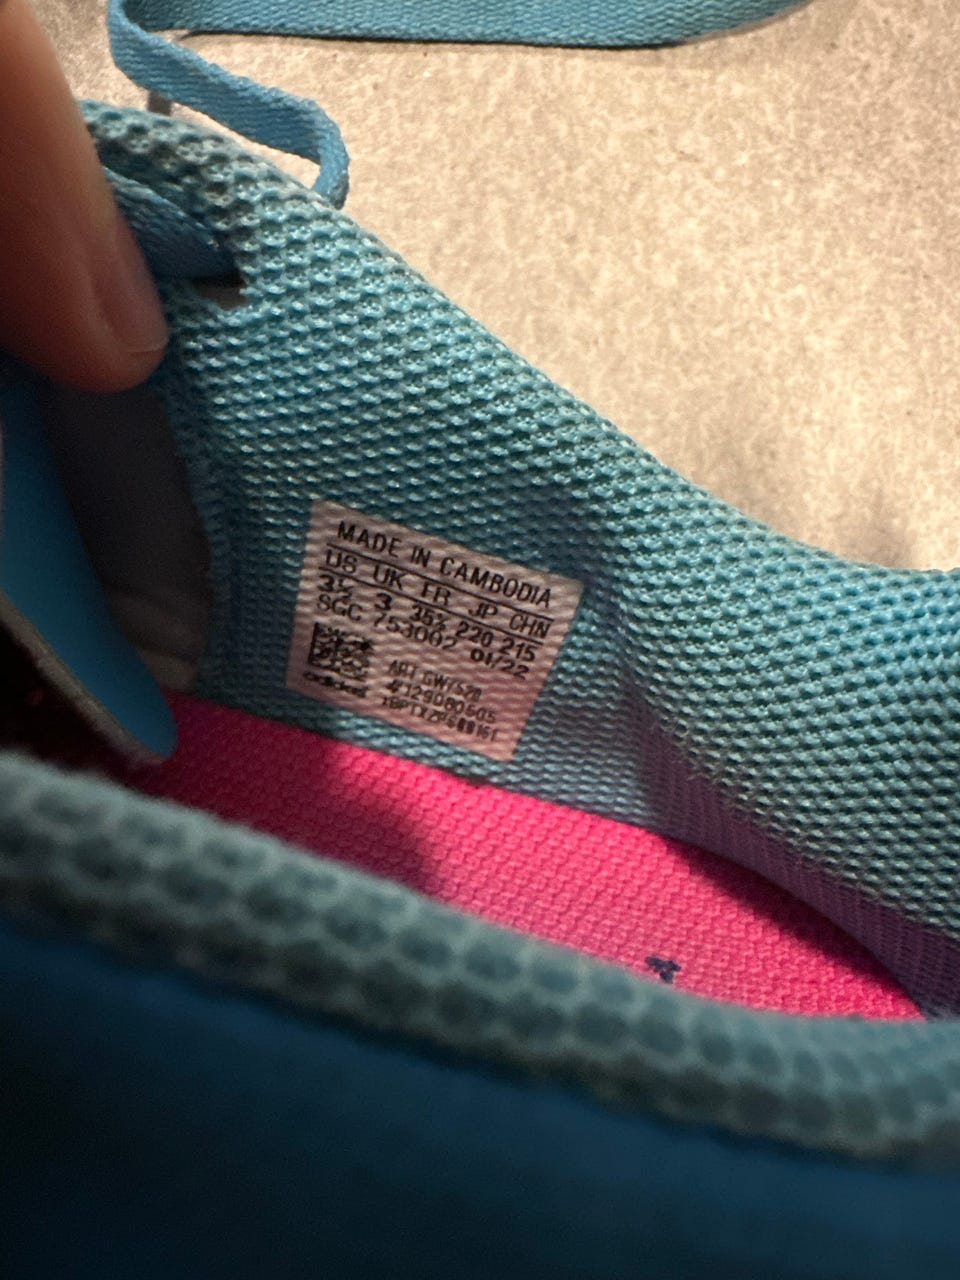 MADE IN CAMBODIA
US UK FR JP CHN
3½ 3 35½ 220 215
SGC 753002 01/22
ART
adidas